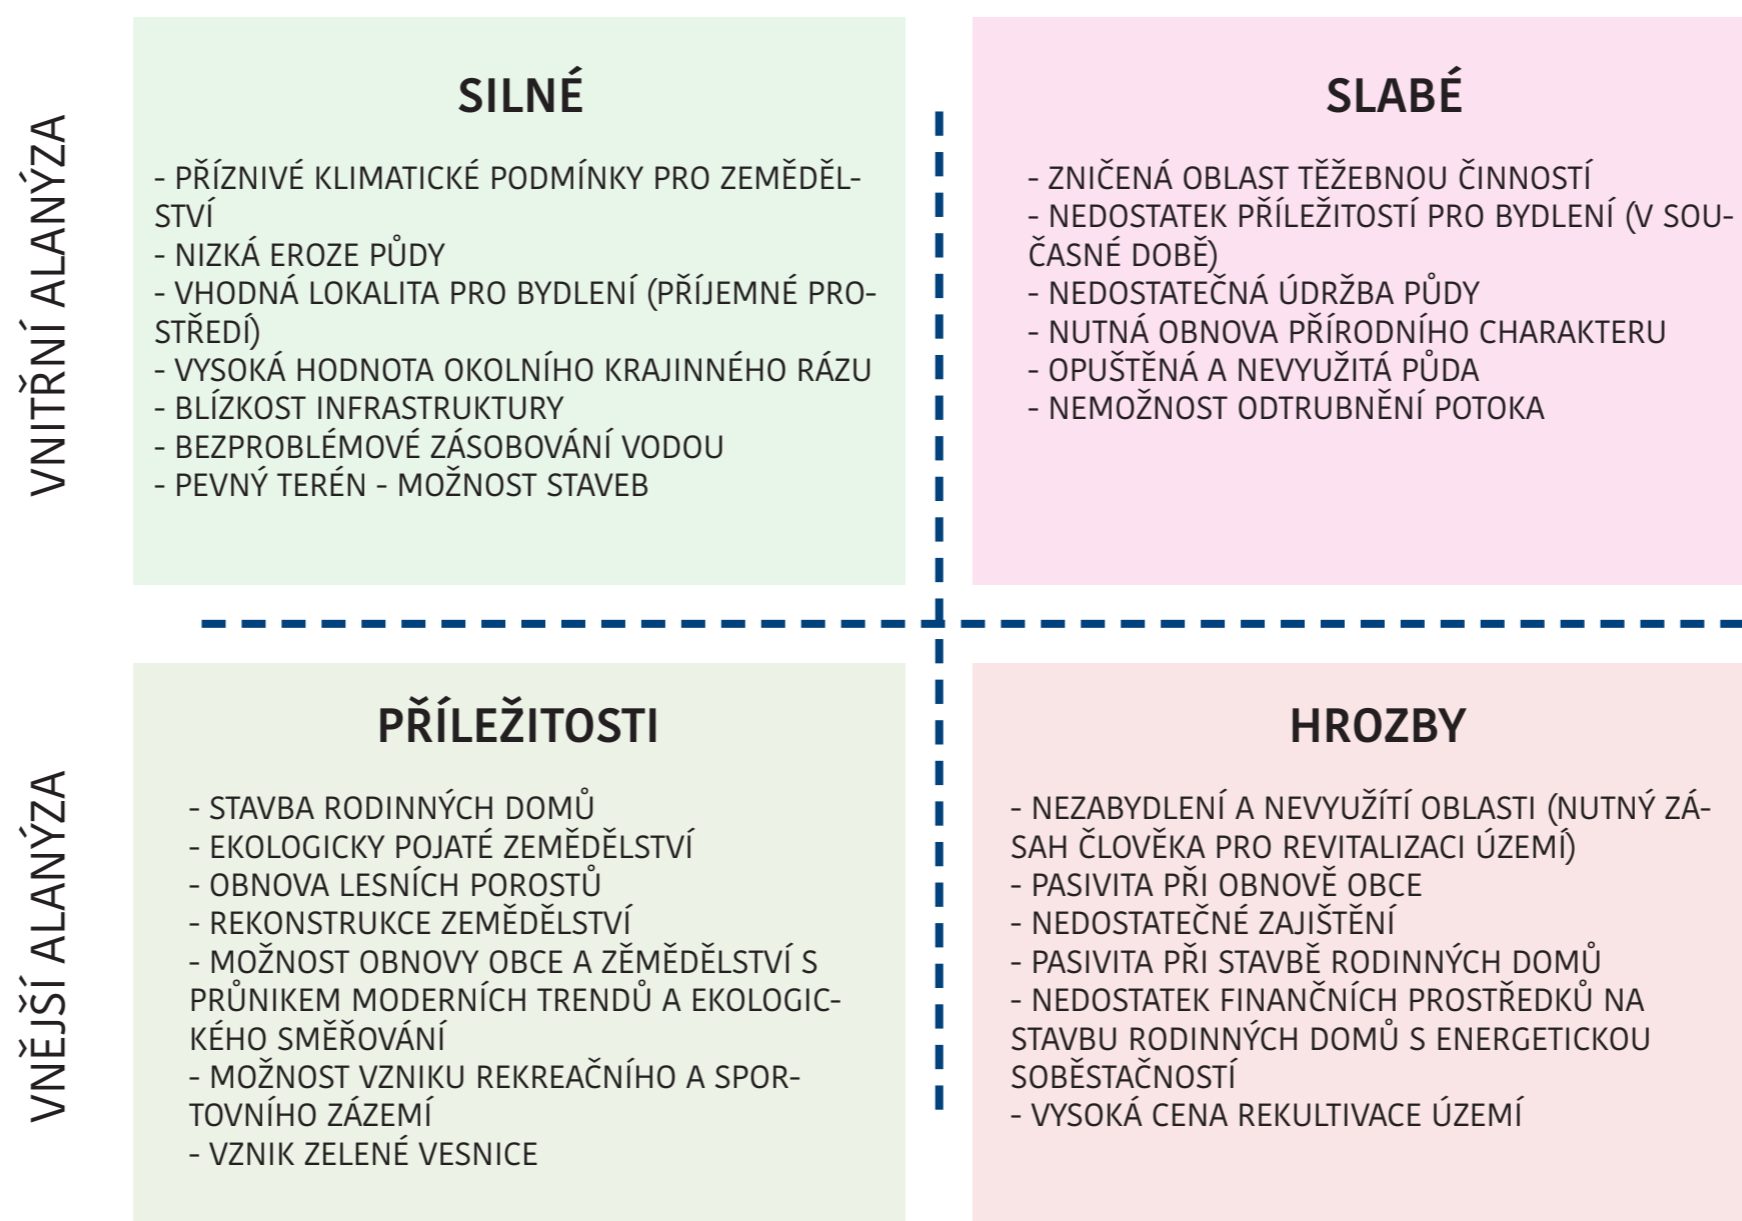 VNITŘNÍ ALANÝZA
SILNÉ
- PŘÍZNIVÉ KLIMATICKÉ PODMÍNKY PRO ZEMĚDĚL-
STVÍ
- NIZKÁ EROZE PŮDY
- VHODNÁ LOKALITA PRO BYDLENÍ (PŘÍJEMNÉ PRO-
STŘEDÍ)
- VYSOKÁ HODNOTA OKOLNÍHO KRAJINNÉHO RÁZU
- BLÍZKOST INFRASTRUKTURY
- BEZPROBLÉMOVÉ ZÁSOBOVÁNÍ VODOU
- PEVNÝ TERÉN - MOŽNOST STAVEB
SLABÉ
- ZNIČENÁ OBLAST TĚŽEBNOU ČINNOSTÍ
- NEDOSTATEK PŘÍLEŽITOSTÍ PRO BYDLENÍ (V SOU-
ČASNÉ DOBĚ)
- NEDOSTATEČNÁ ÚDRŽBA PŮDY
- NUTNÁ OBNOVA PŘÍRODNÍHO CHARAKTERU
- OPUŠTĚNÁ A NEVYUŽITÁ PŮDA
- NEMOŽNOST ODTRUBNĚNÍ POTOKA
VNĚJŠÍ ALANÝZA
PŘÍLEŽITOSTI
- STAVBA RODINNÝCH DOMŮ
- EKOLOGICKY POJATÉ ZEMĚDĚLSTVÍ
- OBNOVA LESNÍCH POROSTŮ
- REKONSTRUKCE ZEMĚDĚLSTVÍ
- MOŽNOST OBNOVY OBCE A ZĚMĚDĚLSTVÍ S
PRŮNIKEM MODERNÍCH TRENDŮ A EKOLOGIC-
KÉHO SMĚŘOVÁNÍ
- MOŽNOST VZNIKU REKREAČNÍHO A SPOR-
TOVNÍHO ZÁZEMÍ
- VZNIK ZELENÉ VESNICE
HROZBY
- NEZABYDLENÍ A NEVYUŽÍTÍ OBLASTI (NUTNÝ ZÁ-
SAH ČLOVĚKA PRO REVITALIZACI ÚZEMÍ)
- PASIVITA PŘI OBNOVĚ OBCE
- NEDOSTATEČNÉ ZAJIŠTĚNÍ
- PASIVITA PŘI STAVBĚ RODINNÝCH DOMŮ
- NEDOSTATEK FINANČNÍCH PROSTŘEDKŮ NA
STAVBU RODINNÝCH DOMŮ S ENERGETICKOU
SOBĚSTAČNOSTÍ
- VYSOKÁ CENA REKULTIVACE ÚZEMÍ